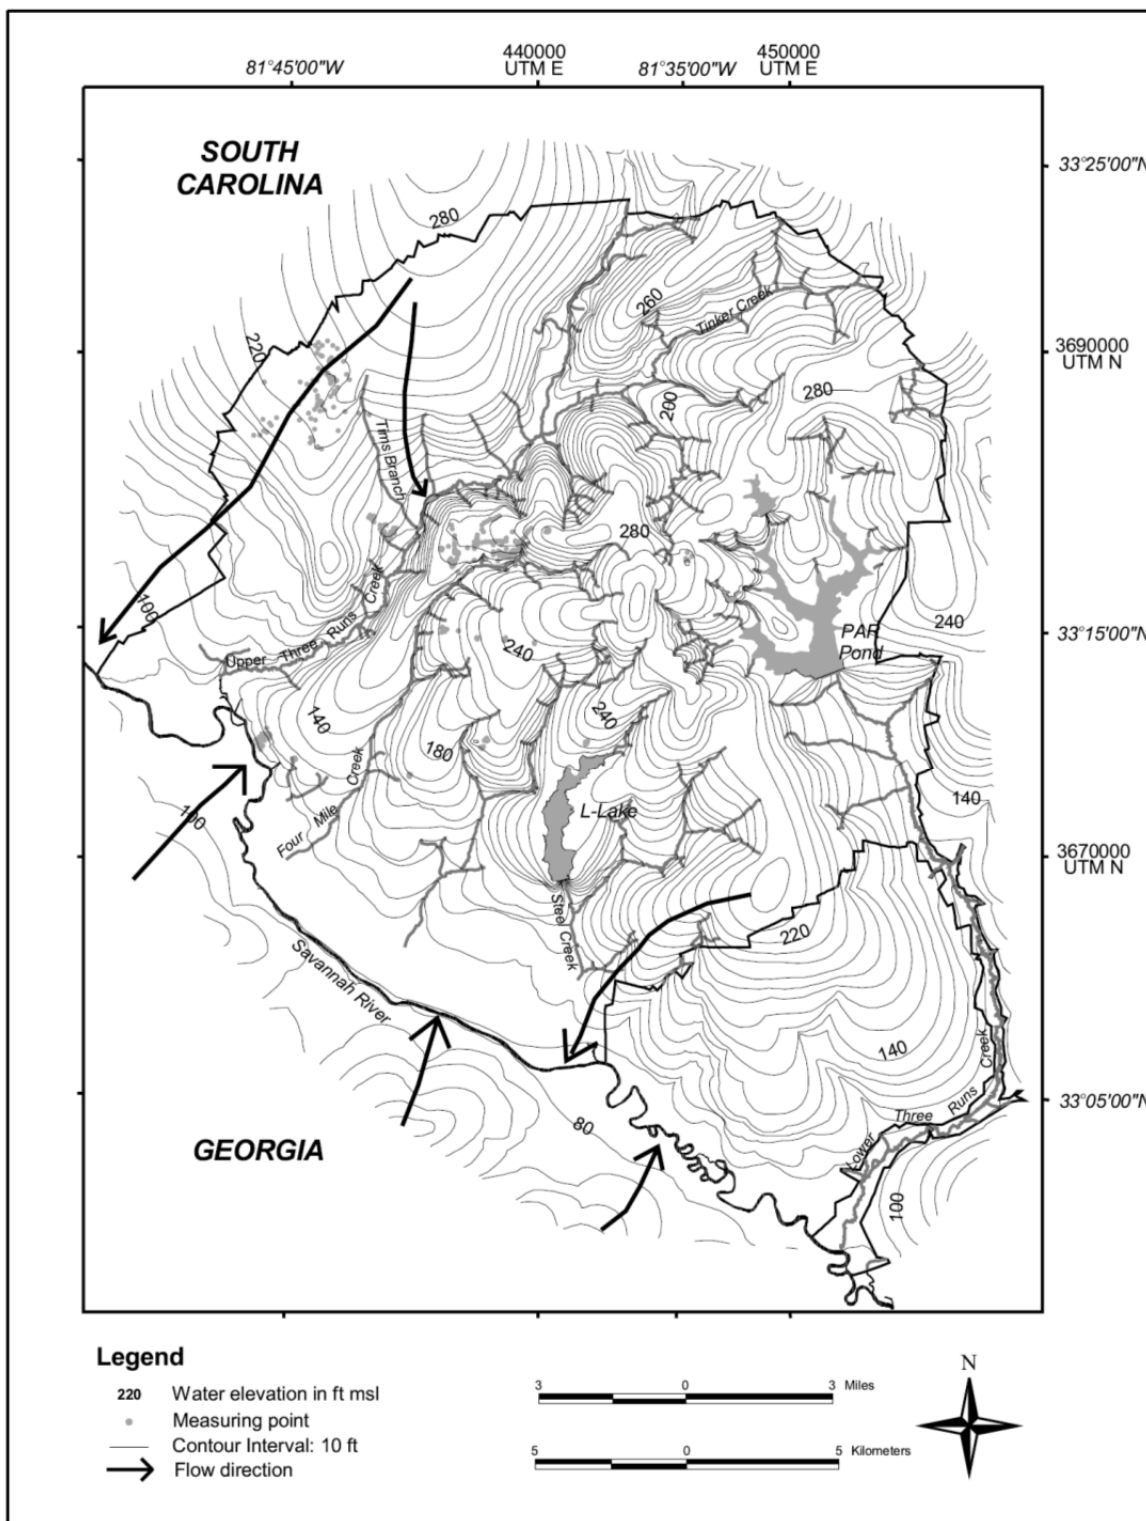 440000
UTM E
450000
UTM E
81°45'00"W
81°35'00"W
SOUTH
CAROLINA
33°25'00"N
280
260
Tinker Creek
220
3690000
UTM N
280
200
Tims Branch
280
100
Creek
Runs
Three
Upper
240
PAR
Pond
240
33°15'00"N
140
240
180
Creek
Mile
Four
L-Lake
140
100
3670000
UTM N
Steel Creek
220
Savannah River
140
Creek
Runs
Three
Lower
33°05'00"N
80
GEORGIA
100
Legend
220 Water elevation in ft msl
Measuring point
Contour Interval: 10 ft
Flow direction
3 0 3 Miles
5 0 5 Kilometers
N